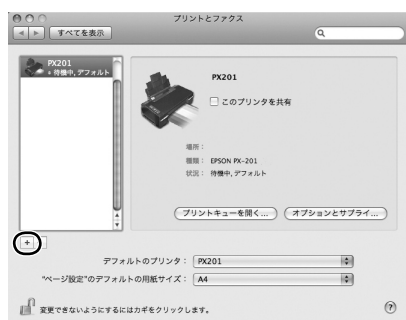 プリントとファクス
すべてを表示
PX201
待機中, デフォルト
PX201
このプリンタを共有
場所：
種類： EPSON PX-201
状況： 待機中, デフォルト
プリントキューを開く... オプションとサプライ...
+
デフォルトのプリンタ： PX201
"ページ設定"のデフォルトの用紙サイズ： A4
変更できないようにするにはカギをクリックします。
?